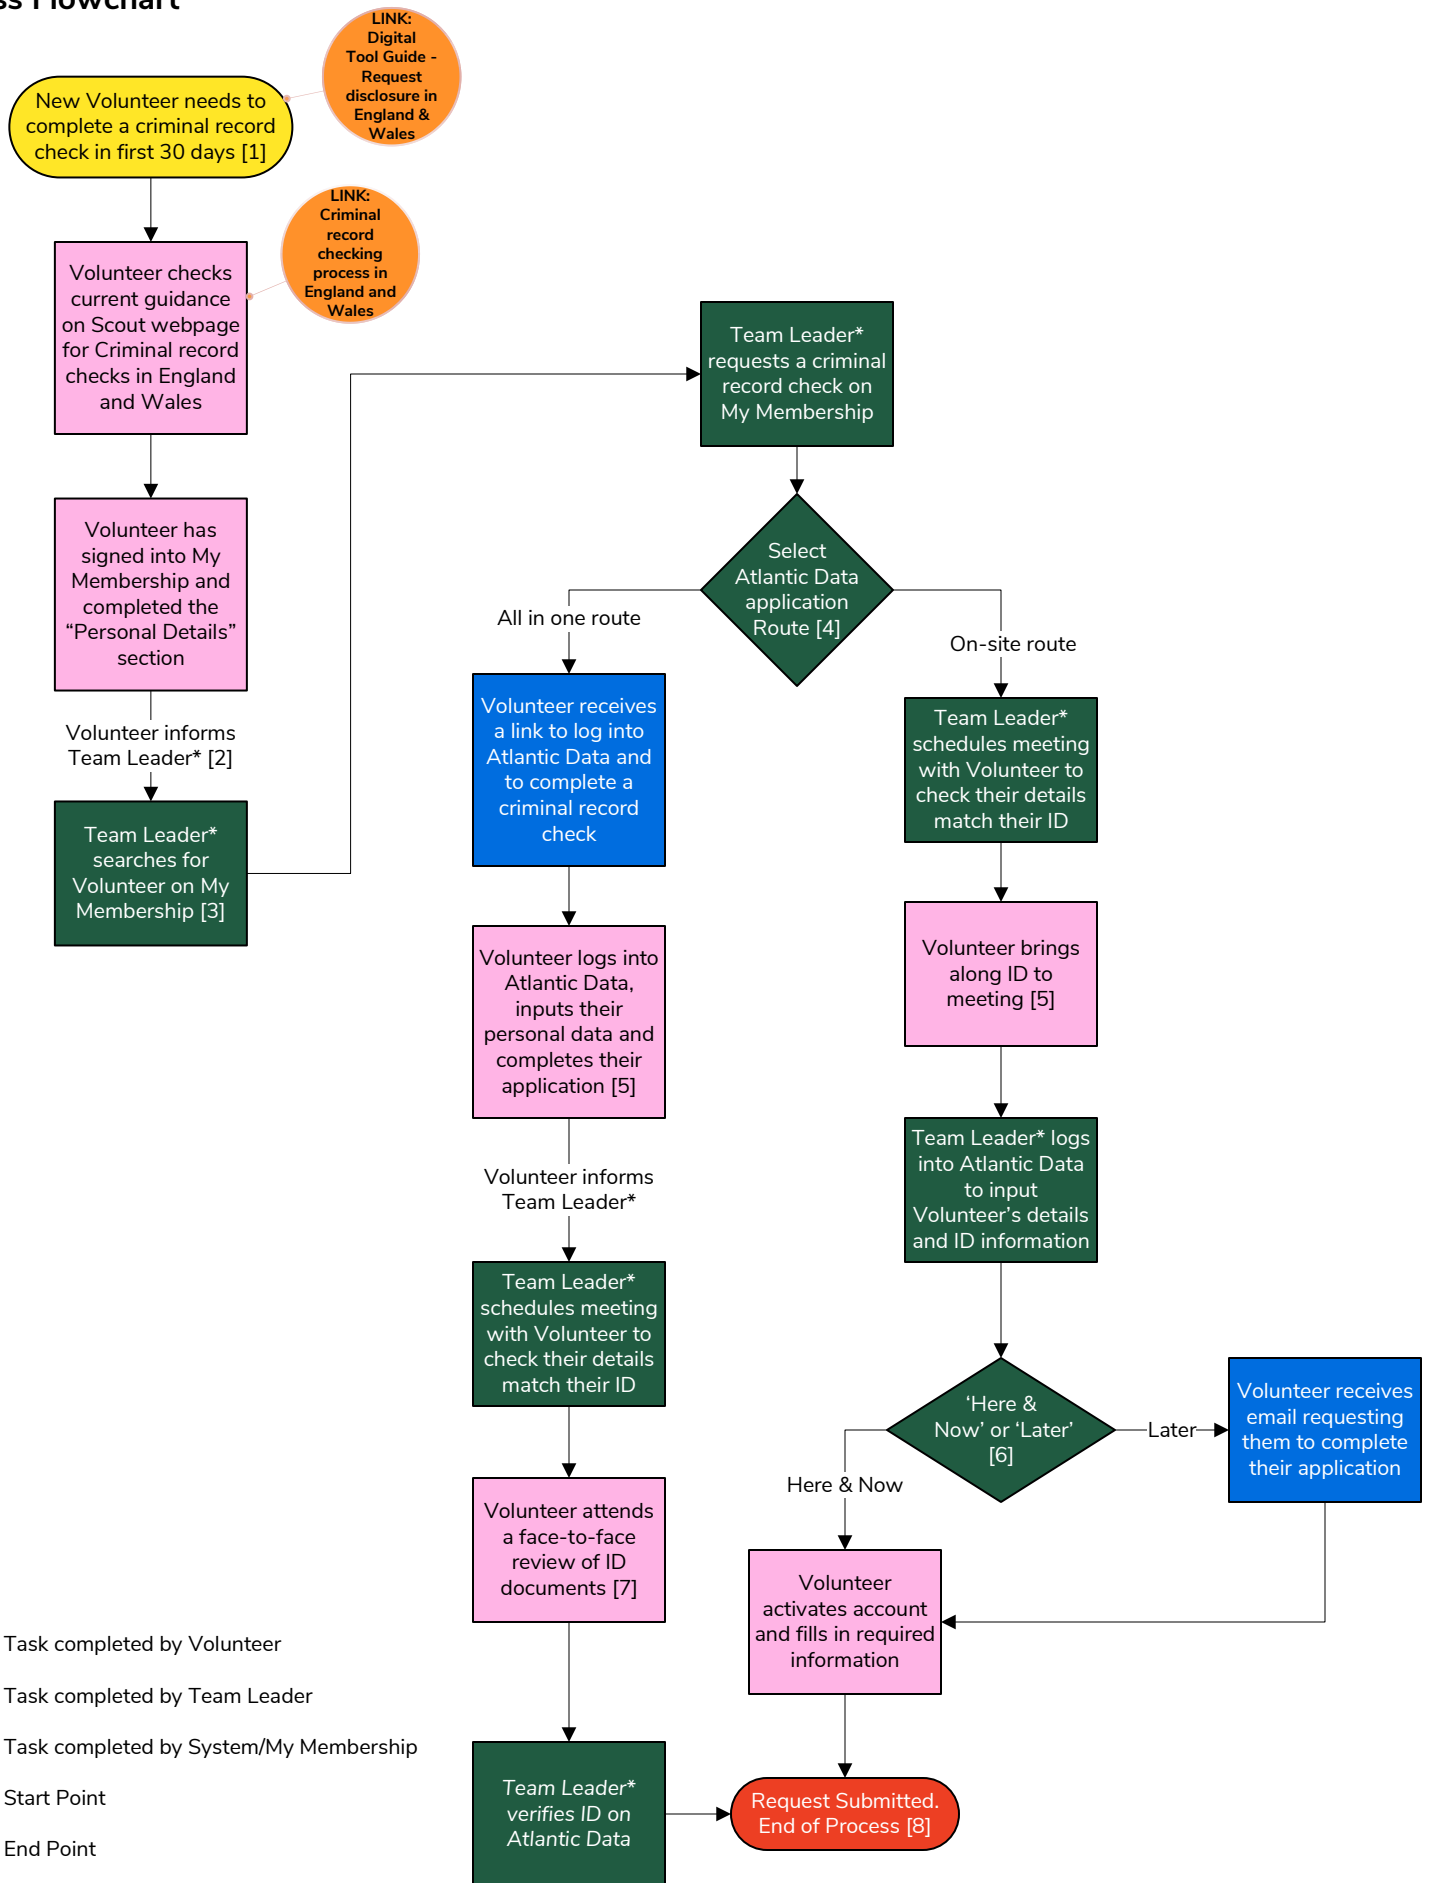 LINK:
Digital
Tool Guide -
Request
disclosure in
England &
Wales
New Volunteer needs to
complete a criminal record
check in first 30 days [1]
LINK:
Criminal
record
checking
process in
England and
Wales
Volunteer checks
current guidance
on Scout webpage
for Criminal record
checks in England
and Wales
Volunteer has
signed into My
Membership and
completed the
“Personal Details”
section
Volunteer informs
Team Leader* [2]
Team Leader*
searches for
Volunteer on My
Membership [3]
Team Leader*
requests a criminal
record check on
My Membership
Select
Atlantic Data
application
Route [4]
All in one route
Volunteer receives
a link to log into
Atlantic Data and
to complete a
criminal record
check
Volunteer logs into
Atlantic Data,
inputs their
personal data and
completes their
application [5]
Volunteer informs
Team Leader*
Team Leader*
schedules meeting
with Volunteer to
check their details
match their ID
Volunteer attends
a face-to-face
review of ID
documents [7]
Team Leader*
verifies ID on
Atlantic Data
On-site route
Team Leader*
schedules meeting
with Volunteer to
check their details
match their ID
Volunteer brings
along ID to
meeting [5]
Team Leader* logs
into Atlantic Data
to input
Volunteer’s details
and ID information
‘Here &
Now’ or ‘Later’
[6]
Later
Volunteer receives
email requesting
them to complete
their application
Here & Now
Volunteer
activates account
and fills in required
information
Request Submitted.
End of Process [8]
Task completed by Volunteer
Task completed by Team Leader
Task completed by System/My Membership
Start Point
End Point